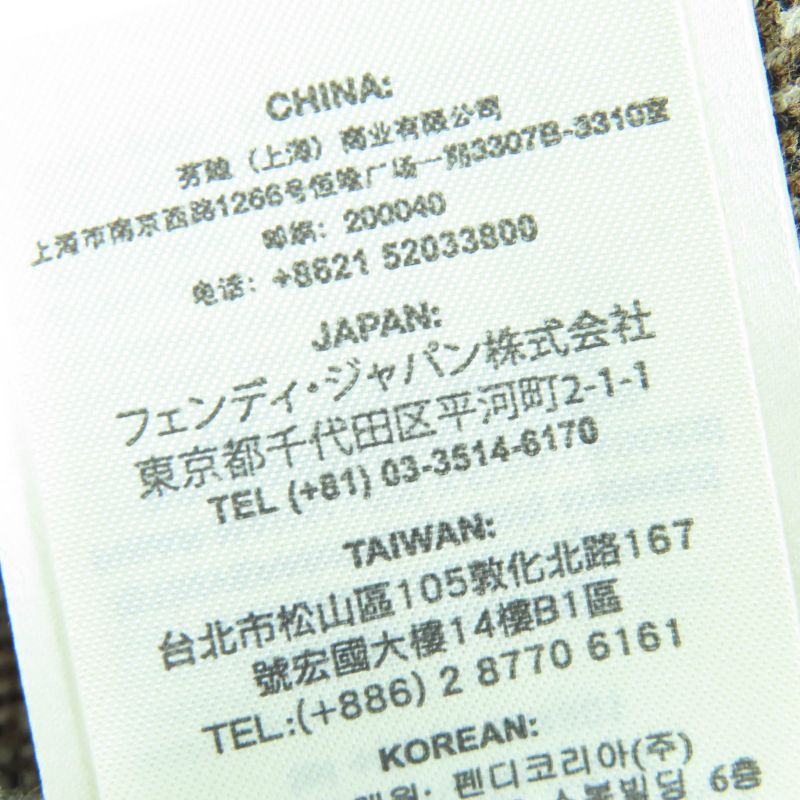 CHINA:
芬迪（上海）商业有限公司
上海市南京西路1266号恒隆广场一期3307B-3310室
邮编：200040
电话：+8621 52033800
JAPAN:
フェンディ・ジャパン株式会社
東京都千代田区平河町2-1-1
TEL (+81) 03-3514-6170
TAIWAN:
台北市松山區105敦化北路167
號宏國大樓14樓B1區
TEL:(+886) 2 8770 6161
KOREAN:
펜디코리아(주)
빌딩 6층